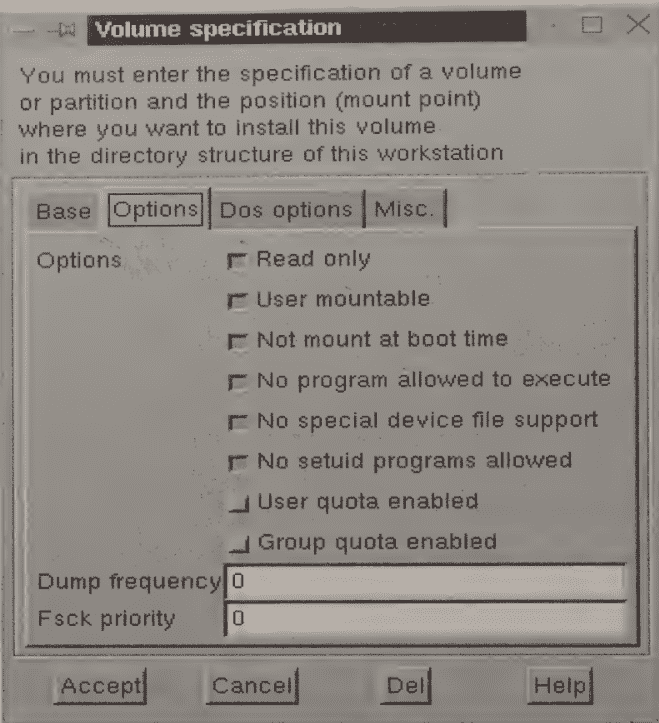 Volume specification
You must enter the specification of a volume
or partition and the position (mount point)
where you want to install this volume
in the directory structure of this workstation
Base Options Dos options Misc.
Options Read only
User mountable
Not mount at boot time
No program allowed to execute
No special device file support
No setuid programs allowed
User quota enabled
Group quota enabled
Dump frequency 0
Fsck priority 0
Accept Cancel Del Help